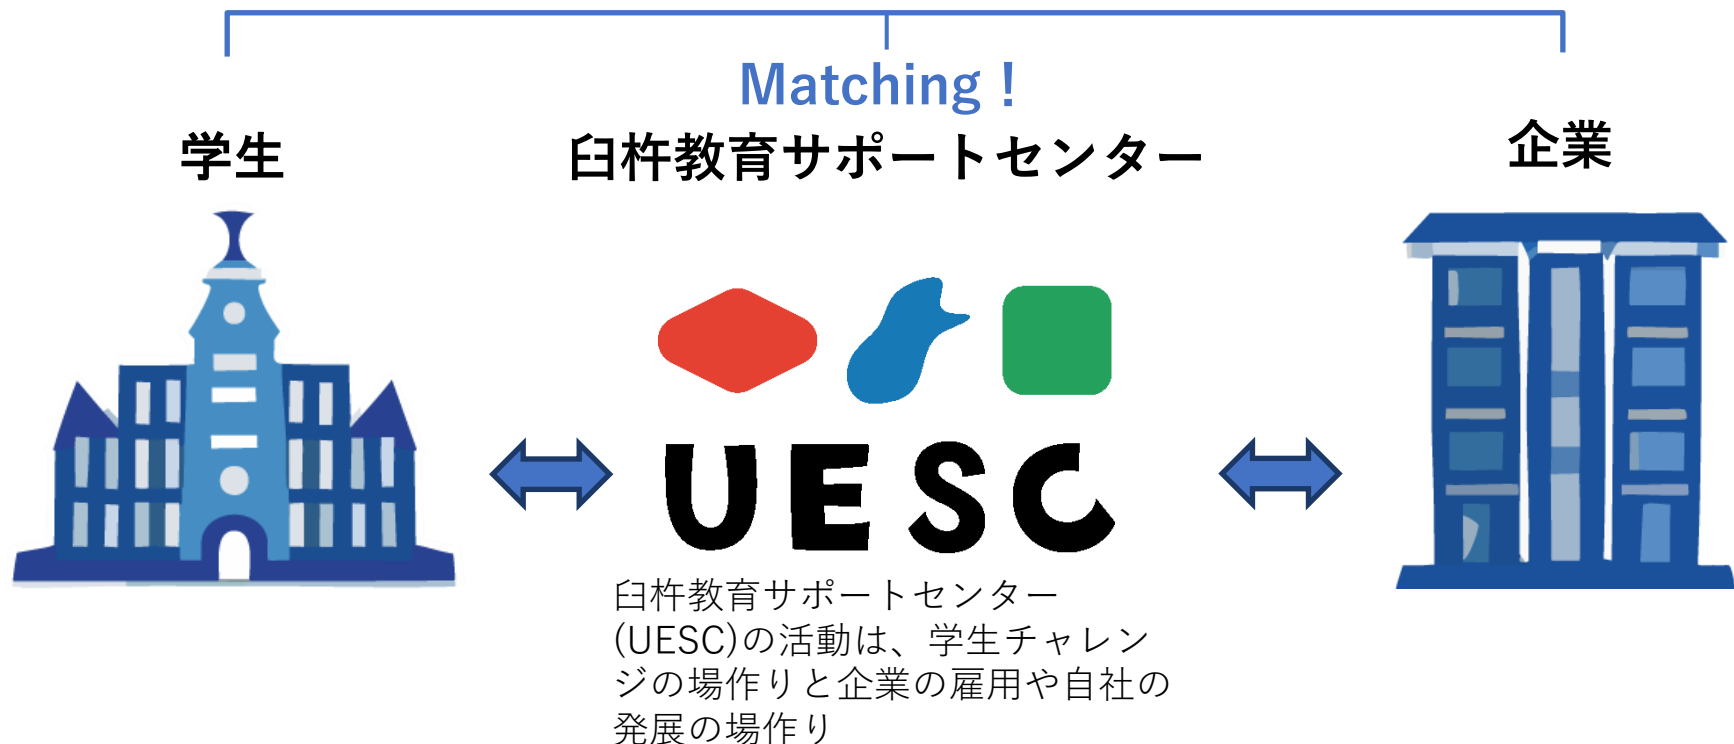 Matching！
学生
臼杵教育サポートセンター
企業
UESC
臼杵教育サポートセンター
(UESC)の活動は、学生チャレン
ジの場作りと企業の雇用や自社の
発展の場作り